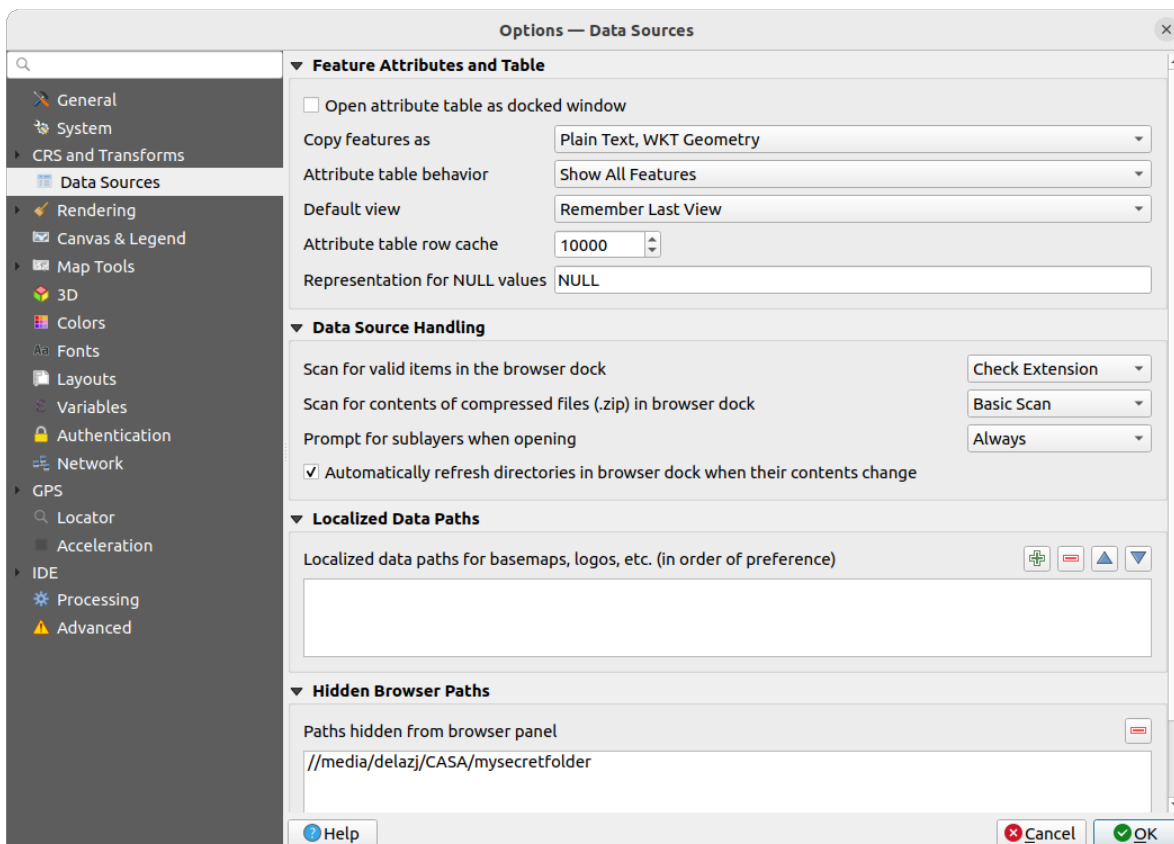 Options — Data Sources
General
System
CRS and Transforms
Data Sources
Rendering
Canvas & Legend
Map Tools
3D
Colors
Aa Fonts
Layouts
Variables
Authentication
Network
GPS
Locator
Acceleration
IDE
Processing
Advanced
Feature Attributes and Table
Open attribute table as docked window
Copy features as Plain Text, WKT Geometry
Attribute table behavior Show All Features
Default view Remember Last View
Attribute table row cache 10000
Representation for NULL values NULL
Data Source Handling
Scan for valid items in the browser dock Check Extension
Scan for contents of compressed files (.zip) in browser dock Basic Scan
Prompt for sublayers when opening Always
Automatically refresh directories in browser dock when their contents change
Localized Data Paths
Localized data paths for basemaps, logos, etc. (in order of preference)
Hidden Browser Paths
Paths hidden from browser panel
//media/delazj/CASA/mysecretfolder
Help Cancel OK